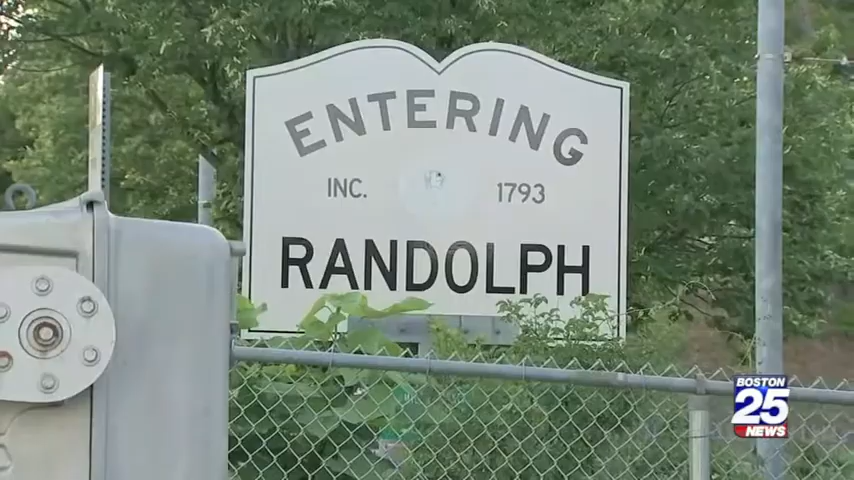 ENTERING
INC. 1793
RANDOLPH
BOSTON
25
NEWS